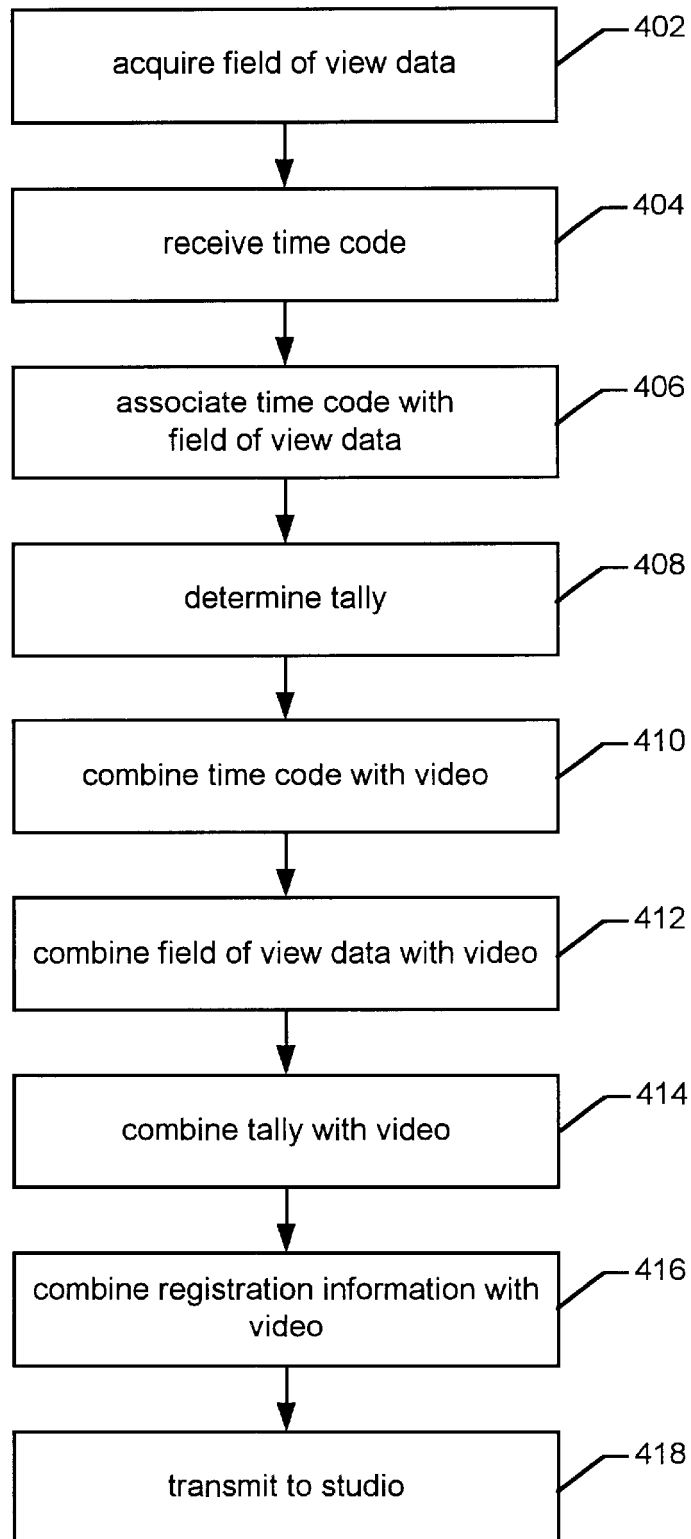 402
acquire field of view data
404
receive time code
406
associate time code with
field of view data
408
determine tally
410
combine time code with video
412
combine field of view data with video
414
combine tally with video
416
combine registration information with
video
418
transmit to studio